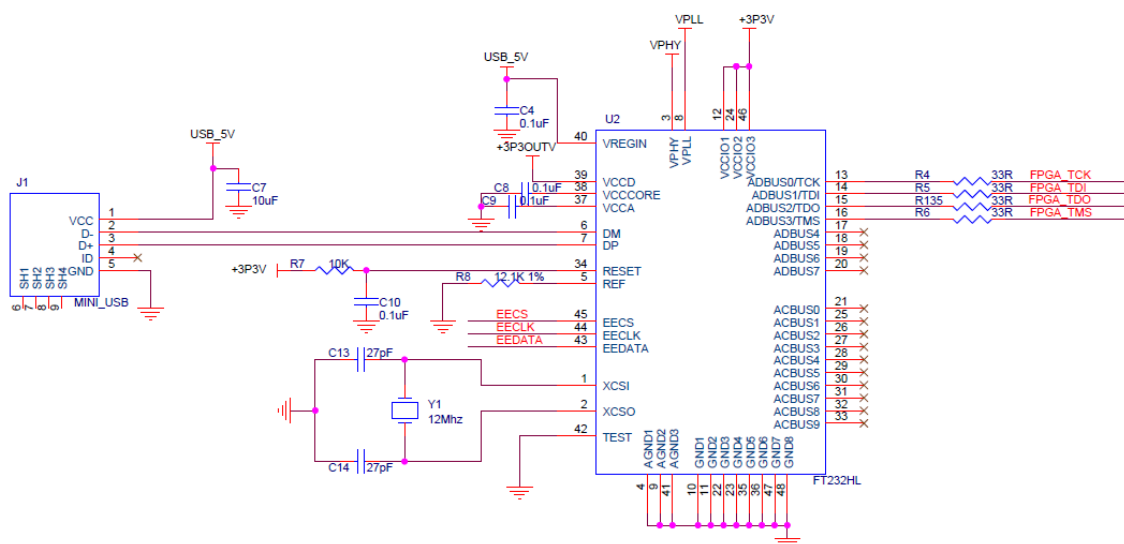 VPLL
+3P3V
VPHY
USB_5V
C4
0.1uF
U2
12
24
46
3
8
40
VREGIN
VPHY
VPLL
VCCIO1
VCCIO2
VCCIO3
USB_5V
+3P3OUTV
39
VCCD
38
VCCCORE
37
VCCA
C8
0.1uF
C9
0.1uF
C7
10uF
J1
VCC
1
D-
2
D+
3
ID
4
GND
5
SH1
SH2
SH3
SH4
6
7
8
9
MINI_USB
6
DM
7
DP
+3P3V
R7
10K
34
RESET
R8
12.1K 1%
5
REF
C10
0.1uF
EECS
45
EECS
EECLK
44
EECLK
EEDATA
43
EEDATA
C13
27pF
1
XCSI
Y1
12Mhz
2
XCSO
42
TEST
C14
27pF
ADBUS0/TCK
13
R4
33R
FPGA_TCK
ADBUS1/TDI
14
R5
33R
FPGA_TDI
ADBUS2/TDO
15
R135
33R
FPGA_TDO
ADBUS3/TMS
16
R6
33R
FPGA_TMS
ADBUS4
17
ADBUS5
18
ADBUS6
19
ADBUS7
20
ACBUS0
21
ACBUS1
25
ACBUS2
26
ACBUS3
27
ACBUS4
28
ACBUS5
29
ACBUS6
30
ACBUS7
31
ACBUS8
32
ACBUS9
33
AGND1
AGND2
AGND3
GND1
GND2
GND3
GND4
GND5
GND6
GND7
GND8
FT232HL
4
9
41
10
11
22
23
35
36
47
48